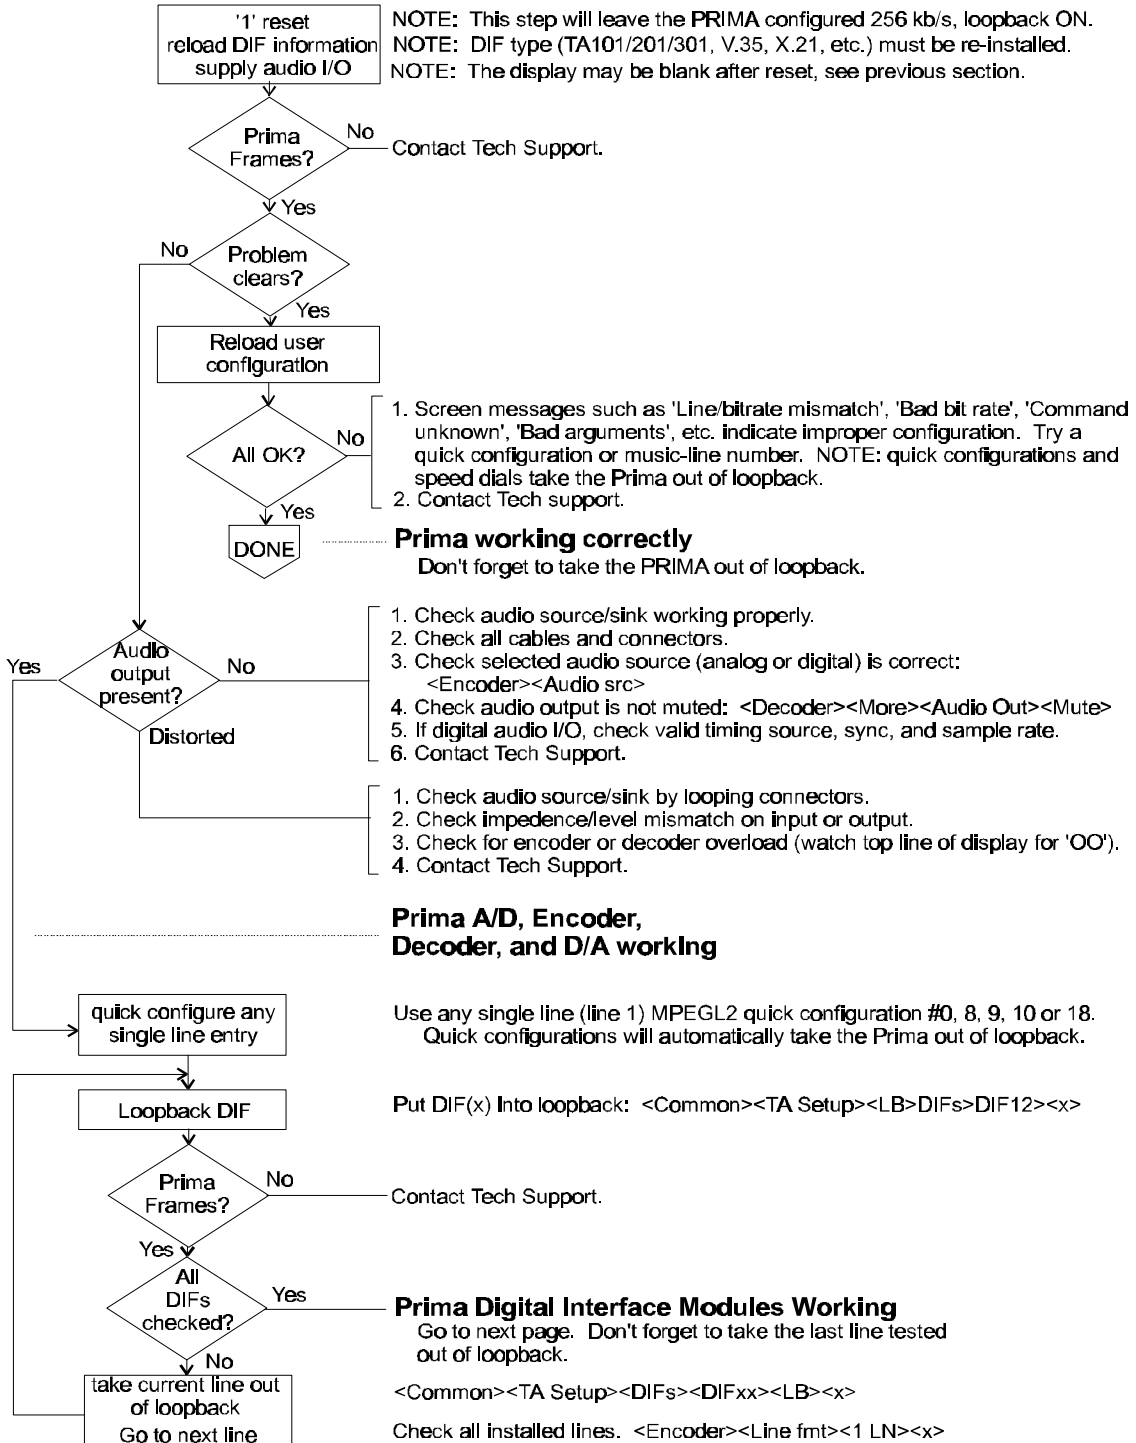 '1' reset
reload DIF information
supply audio I/O
NOTE: This step will leave the PRIMA configured 256 kb/s, loopback ON.
NOTE: DIF type (TA101/201/301, V.35, X.21, etc.) must be re-installed.
NOTE: The display may be blank after reset, see previous section.
Prima
Frames?
No
Contact Tech Support.
Yes
Problem
clears?
No
Yes
Reload user
configuration
All OK?
No
1. Screen messages such as 'Line/bitrate mismatch', 'Bad bit rate', 'Command
unknown', 'Bad arguments', etc. indicate improper configuration. Try a
quick configuration or music-line number. NOTE: quick configurations and
speed dials take the Prima out of loopback.
2. Contact Tech support.
Yes
DONE
Prima working correctly
Don't forget to take the PRIMA out of loopback.
Audio
output
present?
Yes
No
Distorted
1. Check audio source/sink working properly.
2. Check all cables and connectors.
3. Check selected audio source (analog or digital) is correct:
<Encoder><Audio src>
4. Check audio output is not muted: <Decoder><More><Audio Out><Mute>
5. If digital audio I/O, check valid timing source, sync, and sample rate.
6. Contact Tech Support.
1. Check audio source/sink by looping connectors.
2. Check impedence/level mismatch on input or output.
3. Check for encoder or decoder overload (watch top line of display for 'OO').
4. Contact Tech Support.
Prima A/D, Encoder,
Decoder, and D/A working
quick configure any
single line entry
Use any single line (line 1) MPEGL2 quick configuration #0, 8, 9, 10 or 18.
Quick configurations will automatically take the Prima out of loopback.
Loopback DIF
Put DIF(x) Into loopback: <Common><TA Setup><LB>DIFs>DIF12><x>
Prima
Frames?
No
Contact Tech Support.
Yes
All
DIFs
checked?
Yes
Prima Digital Interface Modules Working
Go to next page. Don't forget to take the last line tested
out of loopback.
No
take current line out
of loopback
Go to next line
<Common><TA Setup><DIFs><DIFxx><LB><x>
Check all installed lines. <Encoder><Line fmt><1 LN><x>